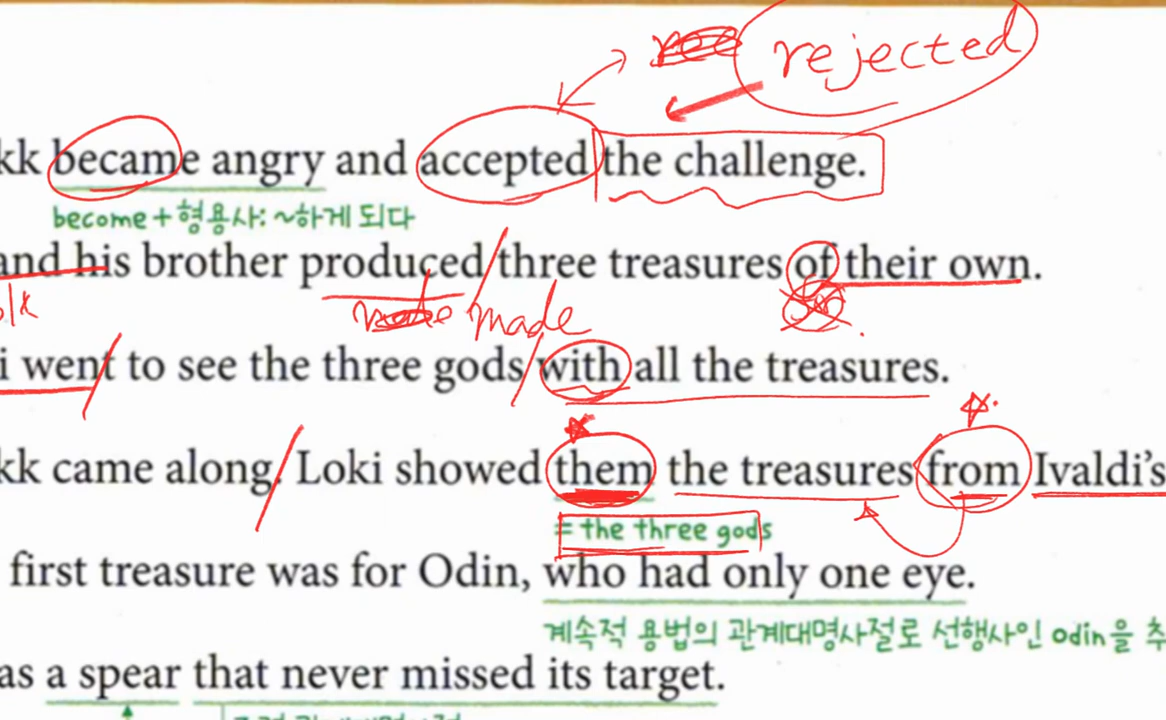 rejected
kk became angry and accepted the challenge.
become+형용사: ~하게 되다
and his brother produced three treasures of their own.
made
i went to see the three gods with all the treasures.
kk came along. Loki showed them the treasures from Ivaldi's
= the three gods
first treasure was for Odin, who had only one eye.
계속적 용법의 관계대명사절로 선행사인 Odin을 추
as a spear that never missed its target.